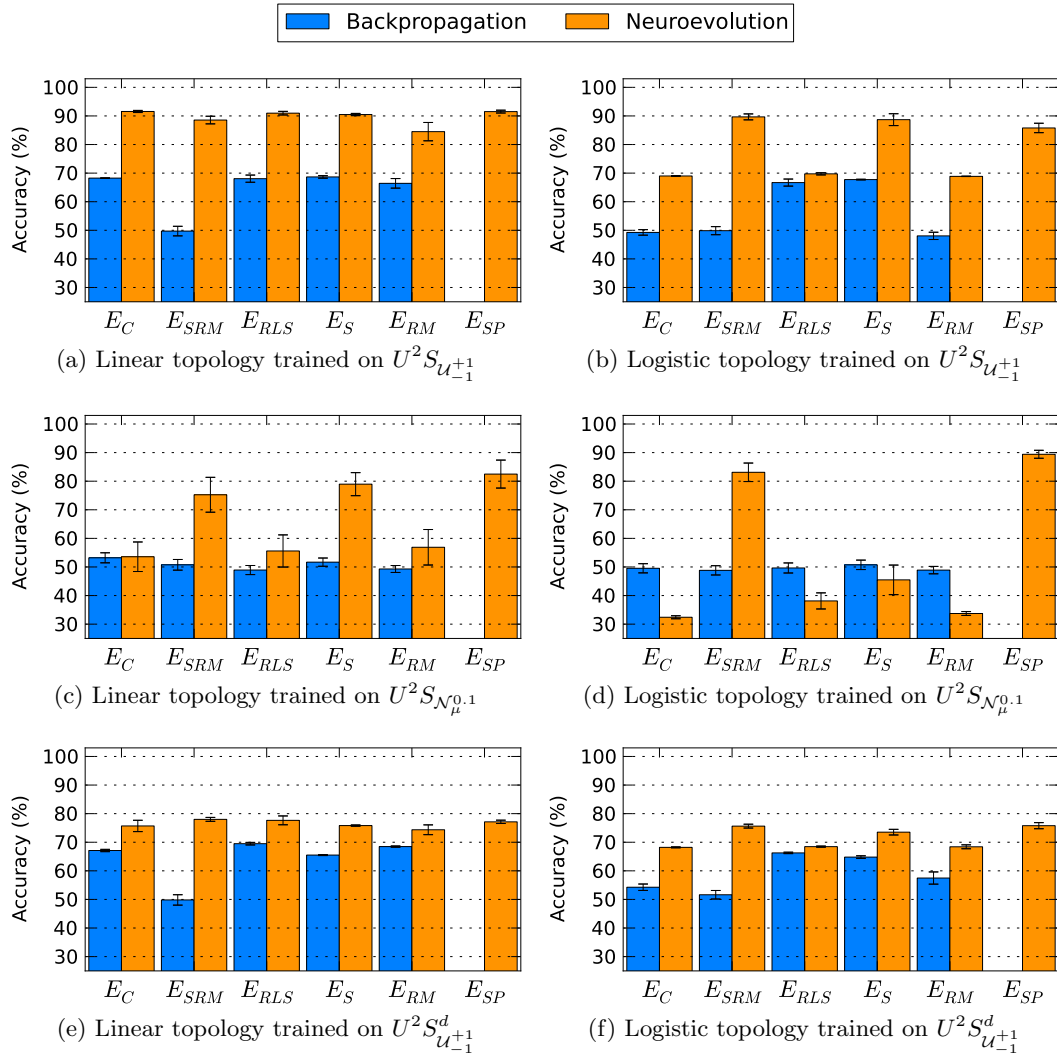 Backpropagation Neuroevolution
Accuracy (%)
100
90
80
70
60
50
40
30
E_C E_SRM E_RLS E_S E_RM E_SP
(a) Linear topology trained on U²S_{𝒰_{-1}^{+1}}
Accuracy (%)
100
90
80
70
60
50
40
30
E_C E_SRM E_RLS E_S E_RM E_SP
(b) Logistic topology trained on U²S_{𝒰_{-1}^{+1}}
Accuracy (%)
100
90
80
70
60
50
40
30
E_C E_SRM E_RLS E_S E_RM E_SP
(c) Linear topology trained on U²S_{𝒩_μ^{0.1}}
Accuracy (%)
100
90
80
70
60
50
40
30
E_C E_SRM E_RLS E_S E_RM E_SP
(d) Logistic topology trained on U²S_{𝒩_μ^{0.1}}
Accuracy (%)
100
90
80
70
60
50
40
30
E_C E_SRM E_RLS E_S E_RM E_SP
(e) Linear topology trained on U²S^d_{𝒰_{-1}^{+1}}
Accuracy (%)
100
90
80
70
60
50
40
30
E_C E_SRM E_RLS E_S E_RM E_SP
(f) Logistic topology trained on U²S^d_{𝒰_{-1}^{+1}}